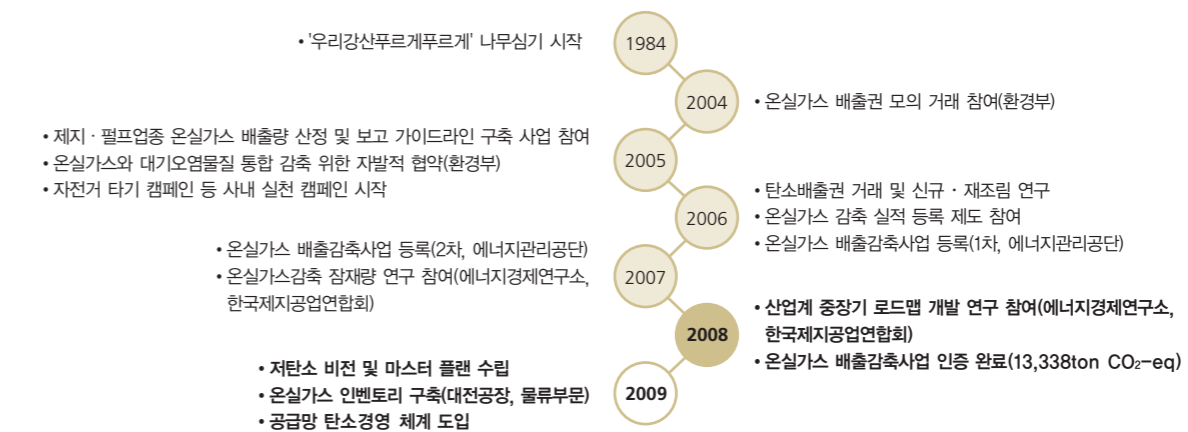 • '우리강산푸르게푸르게' 나무심기 시작
1984
2004
• 온실가스 배출권 모의 거래 참여(환경부)
• 제지 · 펄프업종 온실가스 배출량 산정 및 보고 가이드라인 구축 사업 참여
• 온실가스와 대기오염물질 통합 감축 위한 자발적 협약(환경부)
• 자전거 타기 캠페인 등 사내 실천 캠페인 시작
2005
2006
• 탄소배출권 거래 및 신규 · 재조림 연구
• 온실가스 감축 실적 등록 제도 참여
• 온실가스 배출감축사업 등록(1차, 에너지관리공단)
• 온실가스 배출감축사업 등록(2차, 에너지관리공단)
• 온실가스감축 잠재량 연구 참여(에너지경제연구소,
한국제지공업연합회)
2007
2008
• 산업계 중장기 로드맵 개발 연구 참여(에너지경제연구소,
한국제지공업연합회)
• 온실가스 배출감축사업 인증 완료(13,338ton CO₂-eq)
• 저탄소 비전 및 마스터 플랜 수립
• 온실가스 인벤토리 구축(대전공장, 물류부문)
• 공급망 탄소경영 체계 도입
2009